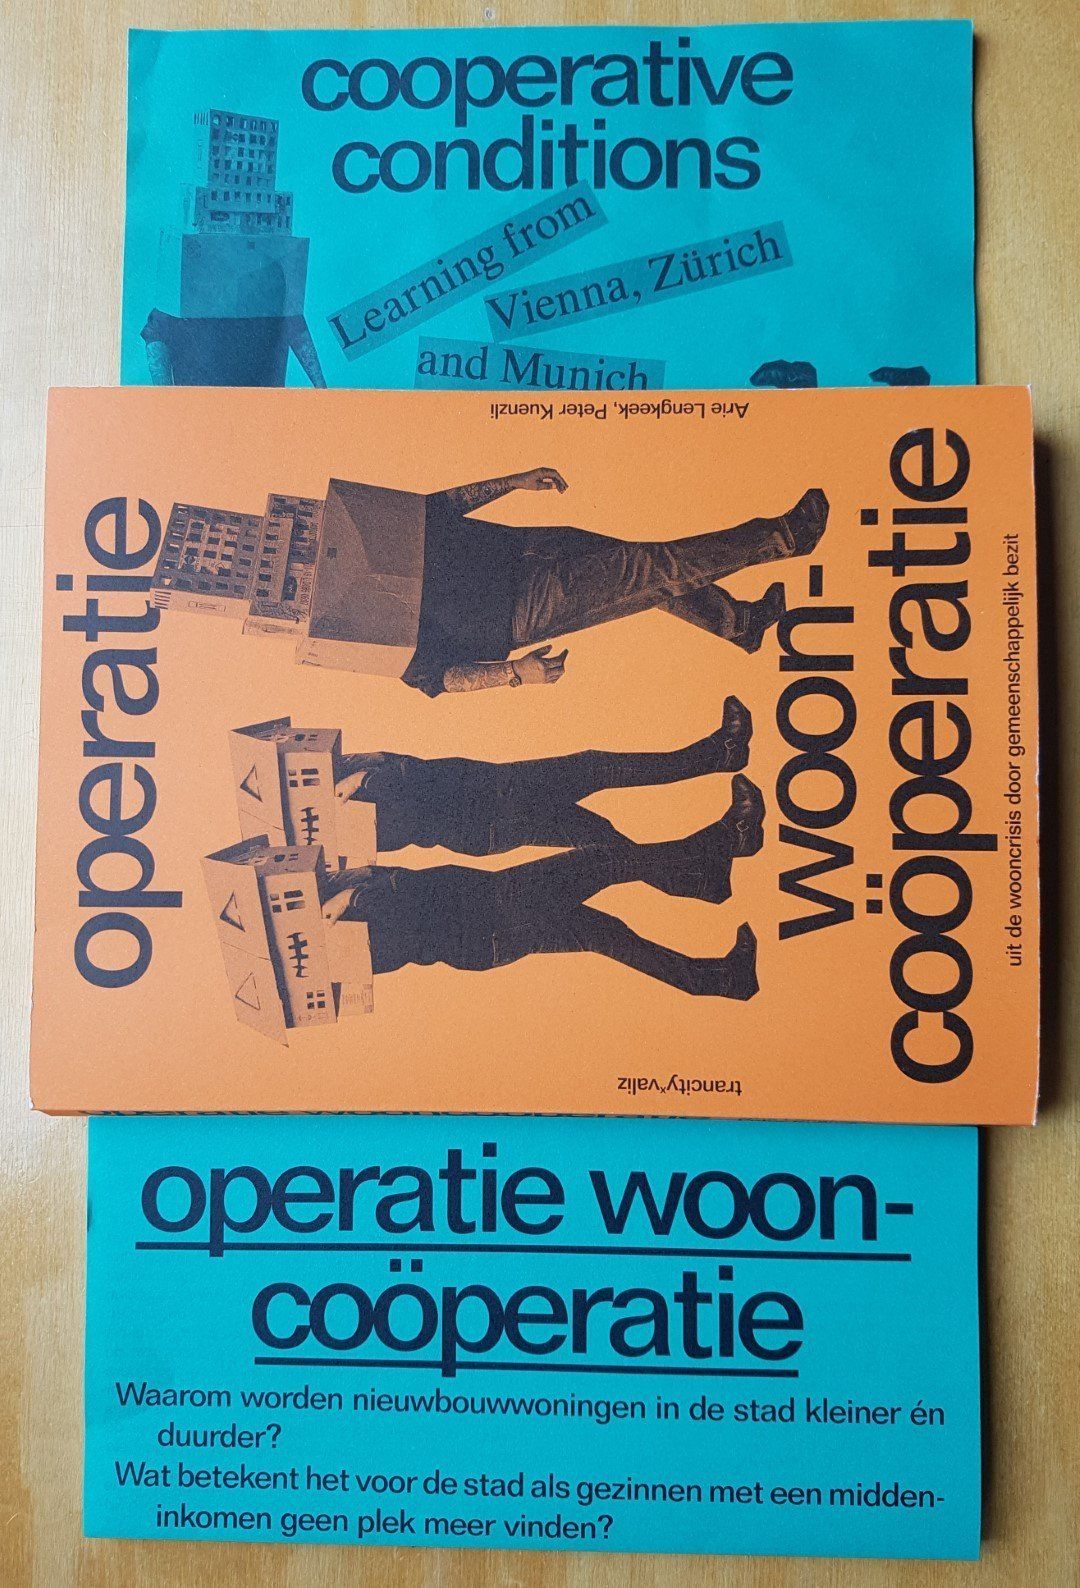 cooperative
conditions
Learning from
Vienna, Zürich
and Munich
Arie Lengkeek, Peter Kuenzli
operatie
woon-
coöperatie
uit de wooncrisis door gemeenschappelijk bezit
trancityxvaliz
operatie woon-
coöperatie
Waarom worden nieuwbouwwoningen in de stad kleiner én
duurder?
Wat betekent het voor de stad als gezinnen met een midden-
inkomen geen plek meer vinden?